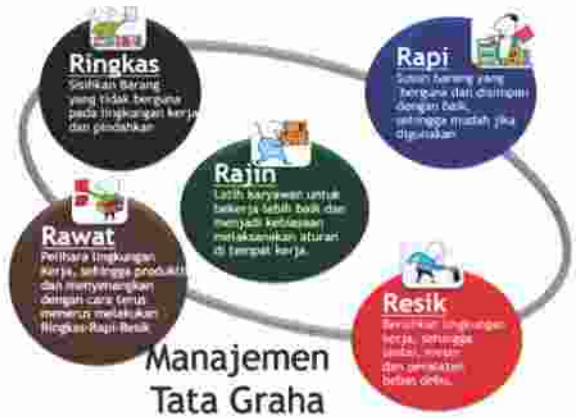 Ringkas
Sisihkan Barang
yang tidak berguna
pada lingkungan kerja
dan pindahkan
Rapi
Susun barang yang
berguna dan disimpan
dengan baik,
sehingga mudah jika
digunakan
Rajin
Latih karyawan untuk
bekerja lebih baik dan
menjadi kebiasaan
melaksanakan aturan
di tempat kerja.
Rawat
Pelihara lingkungan
kerja, sehingga produktif
dan menyenangkan
dengan cara terus
menerus melakukan
Ringkas-Rapi-Resik
Resik
Bersihkan lingkungan
kerja, sehingga
lantai, mesin
dan peralatan
bebas debu.
Manajemen
Tata Graha